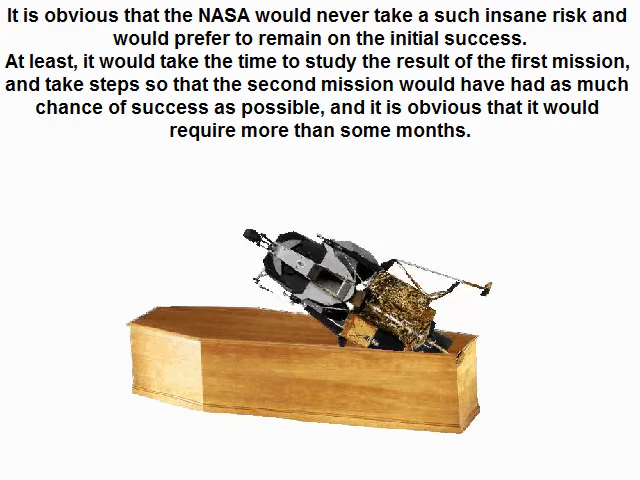 It is obvious that the NASA would never take a such insane risk and
would prefer to remain on the initial success.
At least, it would take the time to study the result of the first mission,
and take steps so that the second mission would have had as much
chance of success as possible, and it is obvious that it would
require more than some months.